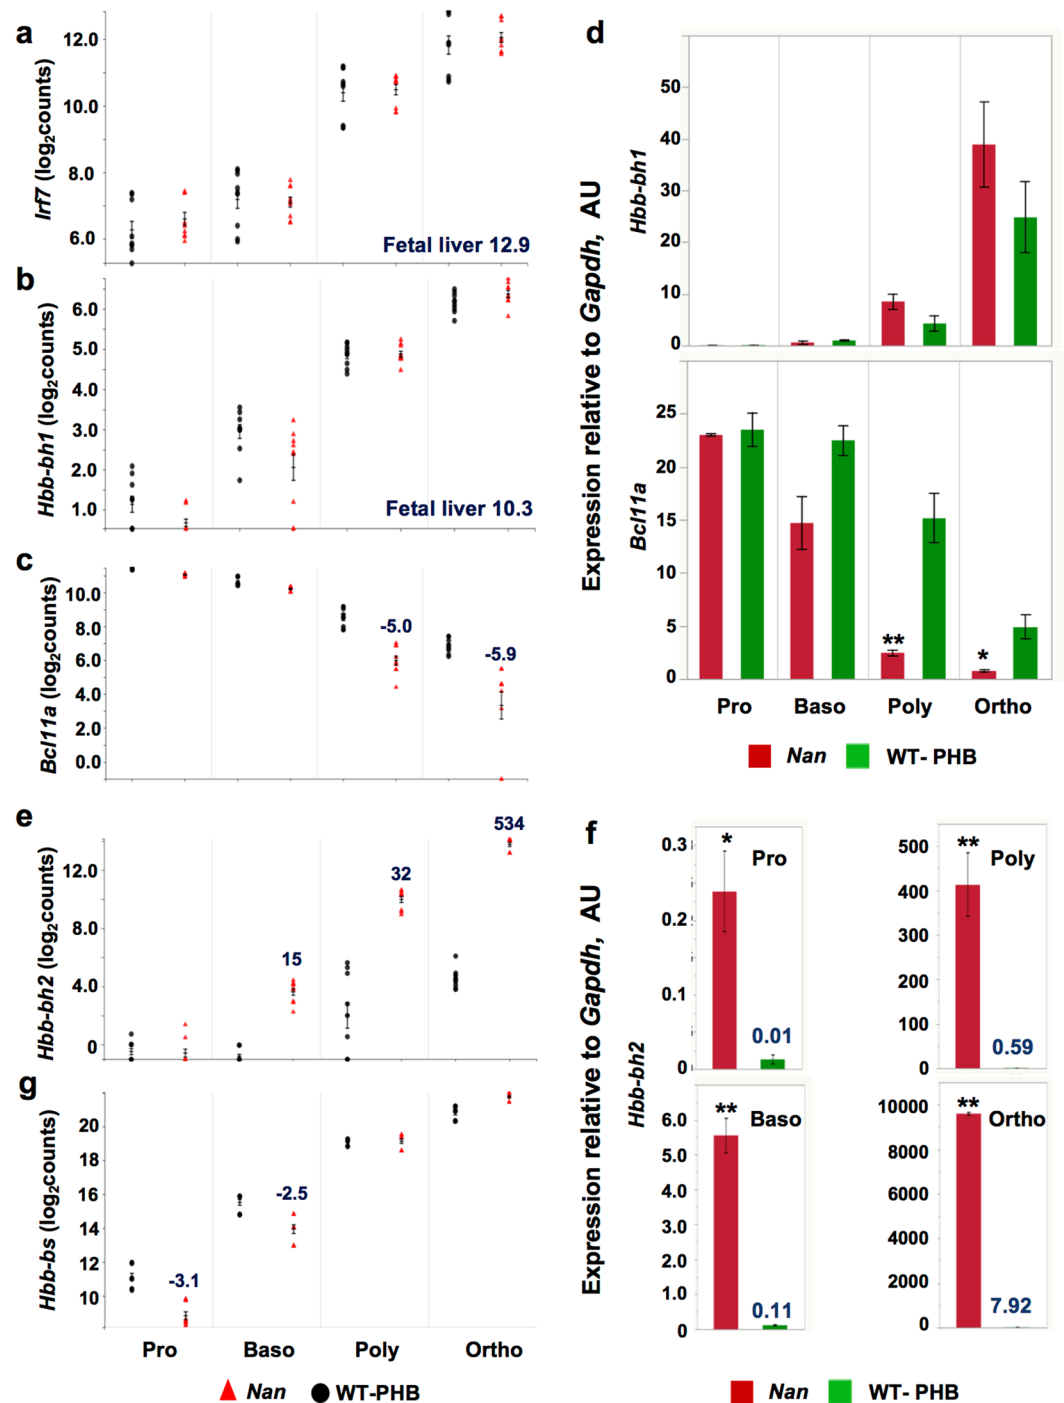 a
Irf7 (log2counts)
12.0
10.0
8.0
6.0
Fetal liver 12.9
b
Hbb-bh1 (log2counts)
6.0
5.0
4.0
3.0
2.0
1.0
Fetal liver 10.3
c
Bcl11a (log2counts)
10.0
8.0
6.0
4.0
2.0
0.0
-5.0
-5.9
d
Expression relative to Gapdh, AU
Hbb-bh1
50
40
30
20
10
0
Bcl11a
25
20
15
10
5
0
**
*
Pro Baso Poly Ortho
Nan WT- PHB
e
Hbb-bh2 (log2counts)
12.0
8.0
4.0
0
15
32
534
g
Hbb-bs (log2counts)
20
18
16
14
12
10
-3.1
-2.5
Pro Baso Poly Ortho
Nan WT-PHB
f
Expression relative to Gapdh, AU
Hbb-bh2
0.3
0.2
0.1
0
*
Pro
0.01
500
400
300
200
100
0
**
Poly
0.59
6.0
5.0
4.0
3.0
2.0
1.0
0
**
Baso
0.11
10000
8000
6000
4000
2000
0
**
Ortho
7.92
Nan WT- PHB